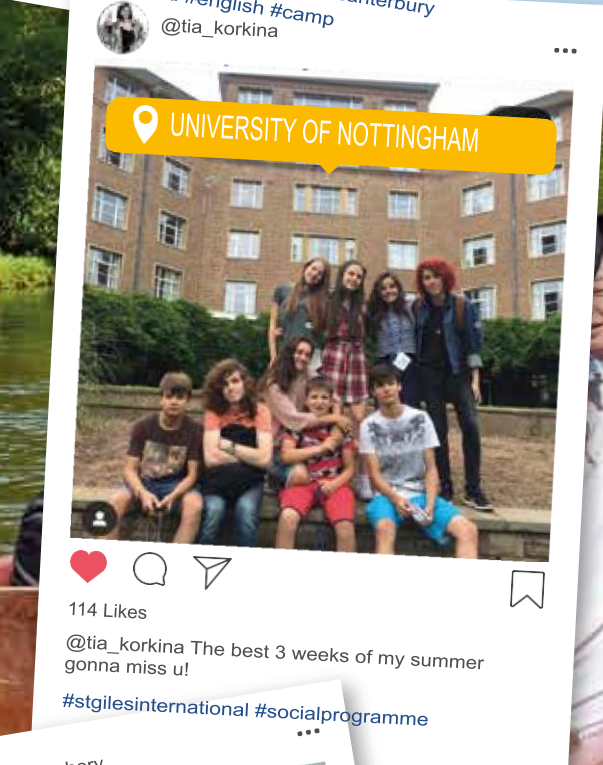 #english #camp
@tia_korkina
UNIVERSITY OF NOTTINGHAM
114 Likes
@tia_korkina The best 3 weeks of my summer
gonna miss u!
#stgilesinternational #socialprogramme